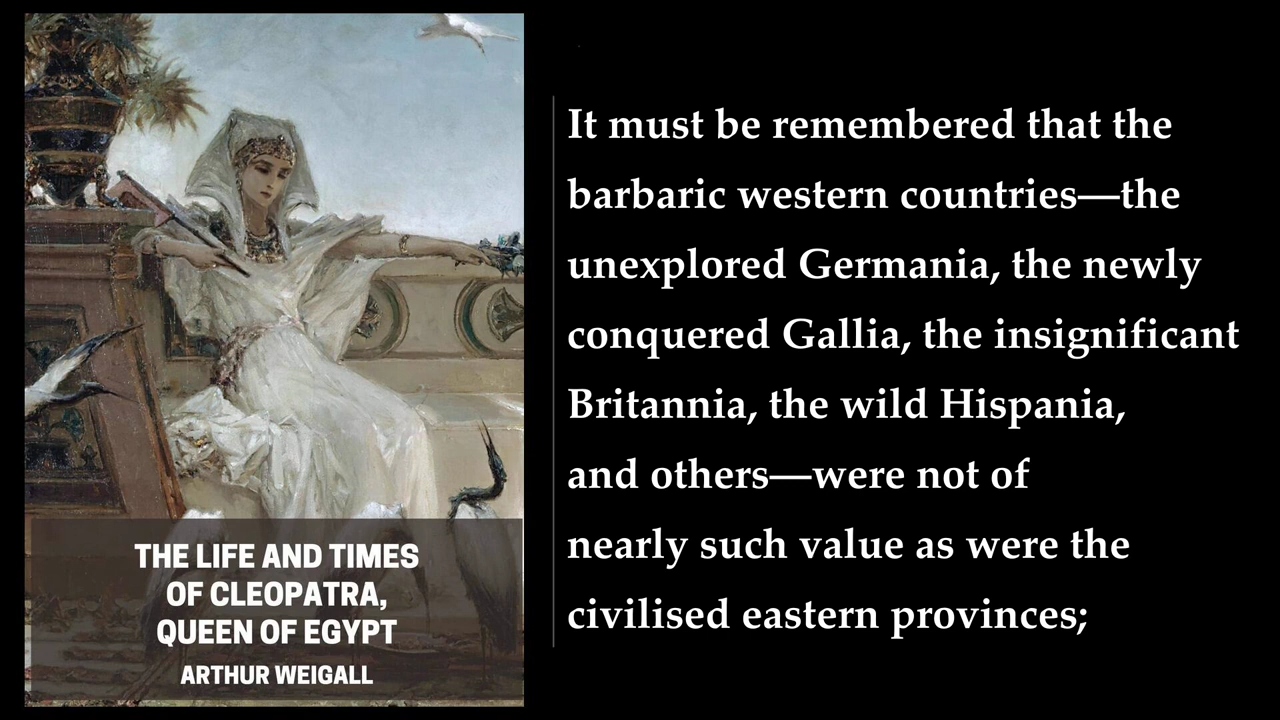 THE LIFE AND TIMES
OF CLEOPATRA,
QUEEN OF EGYPT
ARTHUR WEIGALL
It must be remembered that the
barbaric western countries—the
unexplored Germania, the newly
conquered Gallia, the insignificant
Britannia, the wild Hispania,
and others—were not of
nearly such value as were the
civilised eastern provinces;